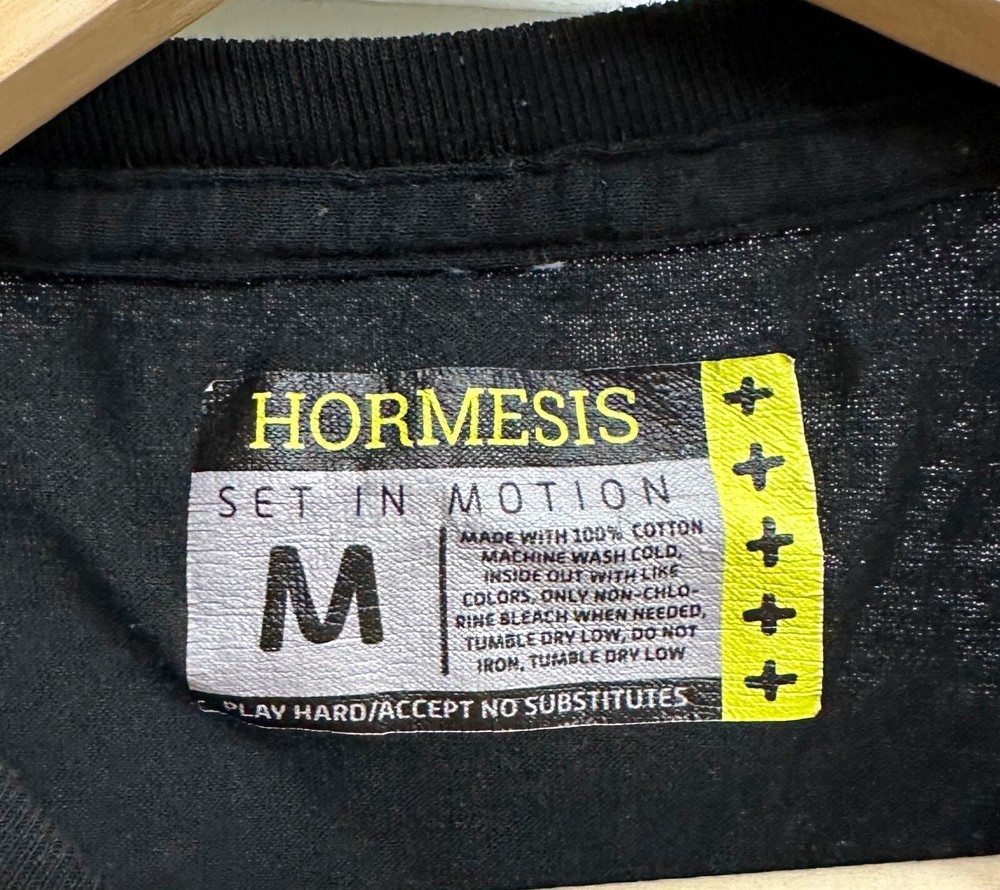 HORMESIS
SET IN MOTION
M
MADE WITH 100% COTTON
MACHINE WASH COLD,
INSIDE OUT WITH LIKE
COLORS, ONLY NON-CHLO-
RINE BLEACH WHEN NEEDED,
TUMBLE DRY LOW, DO NOT
IRON, TUMBLE DRY LOW
PLAY HARD/ACCEPT NO SUBSTITUTES
+
+
+
+
+